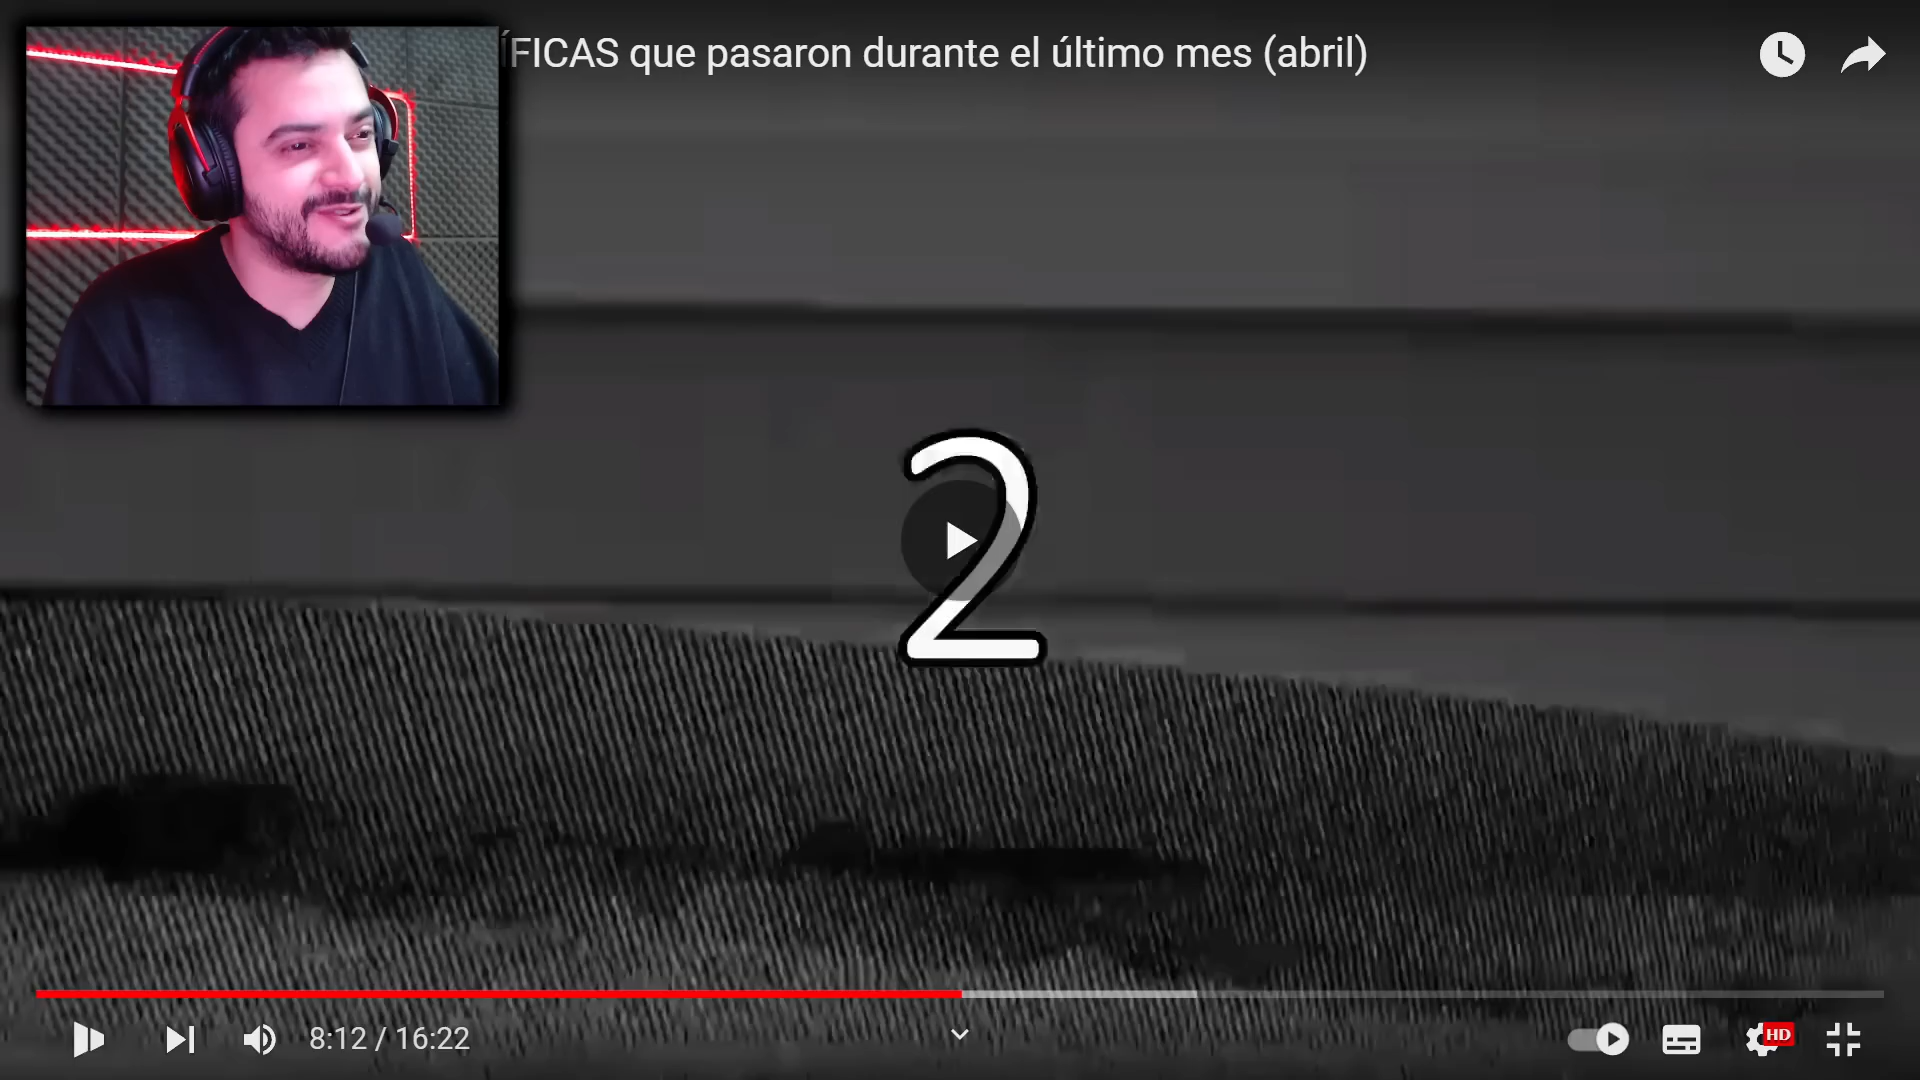 ÍFICAS que pasaron durante el último mes (abril)
2
8:12 / 16:22
HD